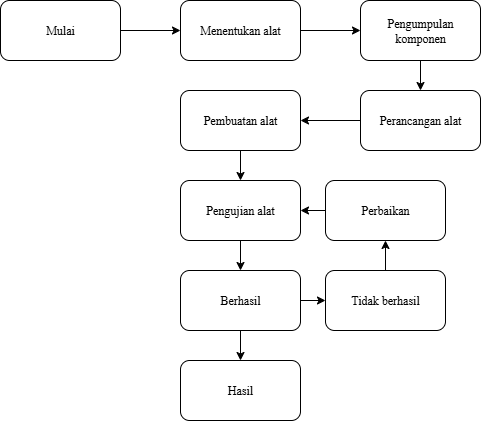 Mulai
Menentukan alat
Pengumpulan
komponen
Pembuatan alat
Perancangan alat
Pengujian alat
Perbaikan
Berhasil
Tidak berhasil
Hasil